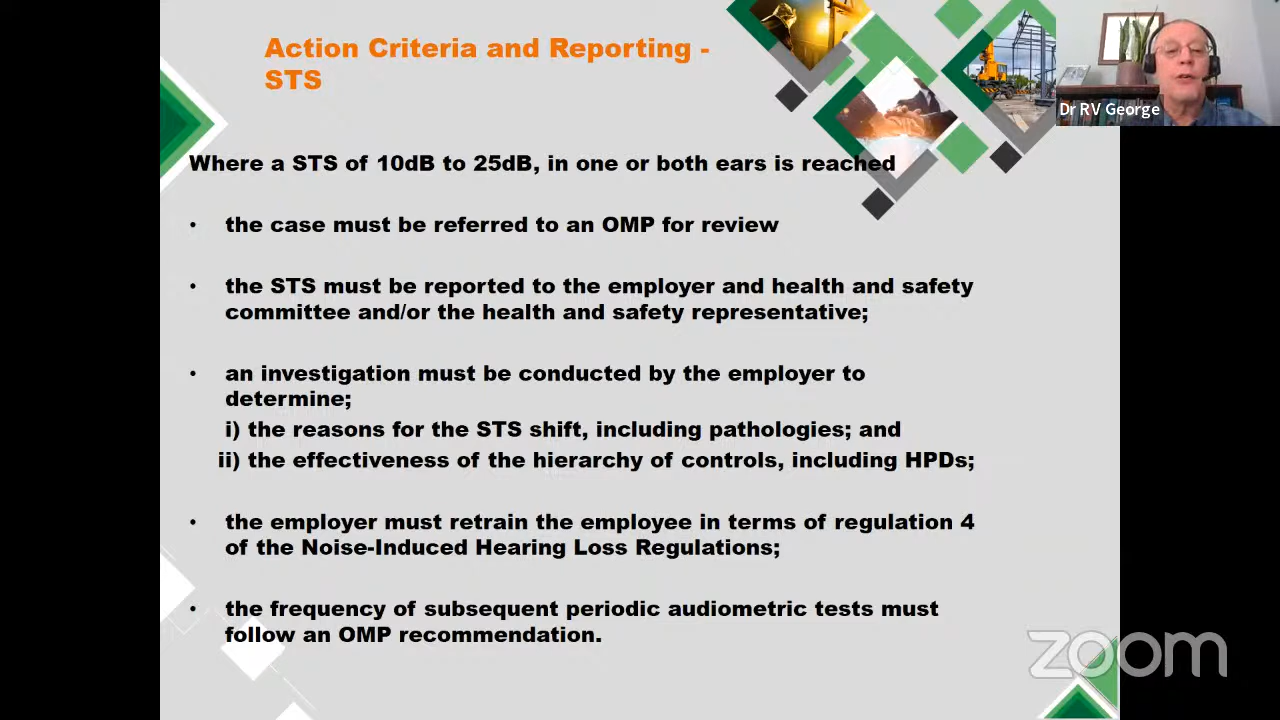 Action Criteria and Reporting -
STS
Dr RV George
Where a STS of 10dB to 25dB, in one or both ears is reached
• the case must be referred to an OMP for review
• the STS must be reported to the employer and health and safety
committee and/or the health and safety representative;
• an investigation must be conducted by the employer to
determine;
i) the reasons for the STS shift, including pathologies; and
ii) the effectiveness of the hierarchy of controls, including HPDs;
• the employer must retrain the employee in terms of regulation 4
of the Noise-Induced Hearing Loss Regulations;
• the frequency of subsequent periodic audiometric tests must
follow an OMP recommendation.
zoom